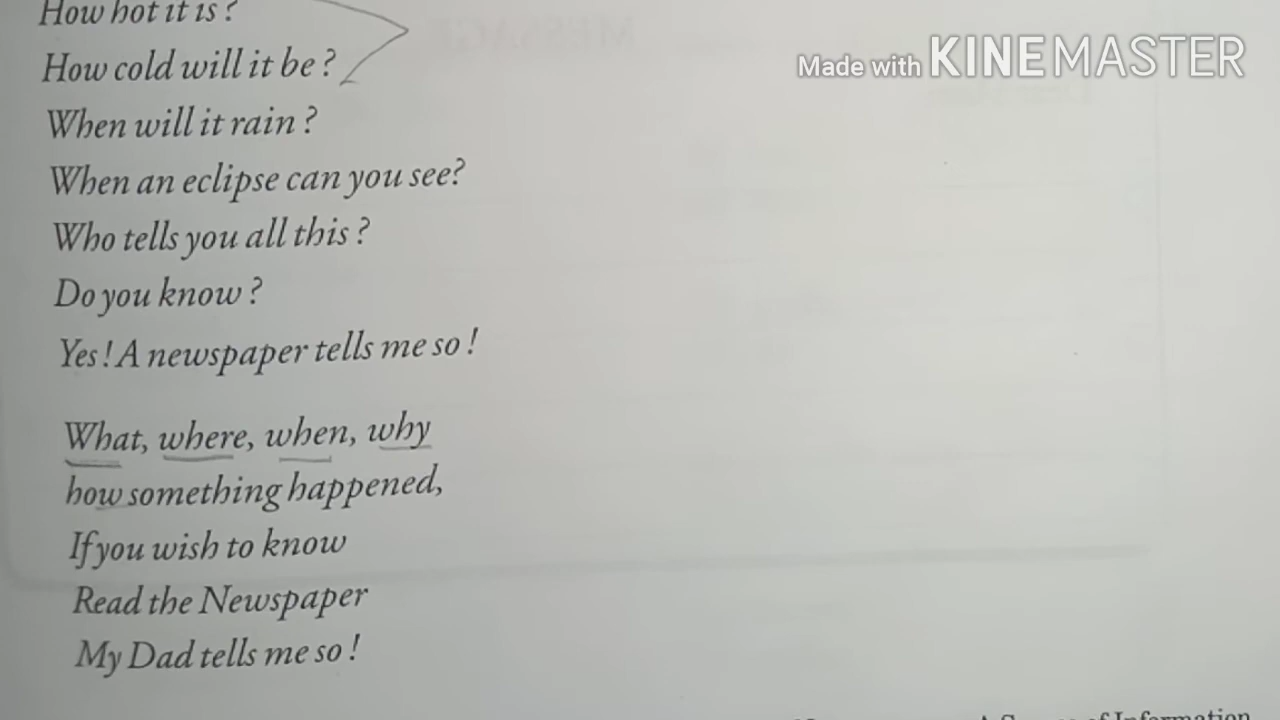 How hot it is?
How cold will it be?
When will it rain?
When an eclipse can you see?
Who tells you all this?
Do you know?
Yes! A newspaper tells me so!
What, where, when, why
how something happened,
If you wish to know
Read the Newspaper
My Dad tells me so!
Made with KINEMASTER
of Information